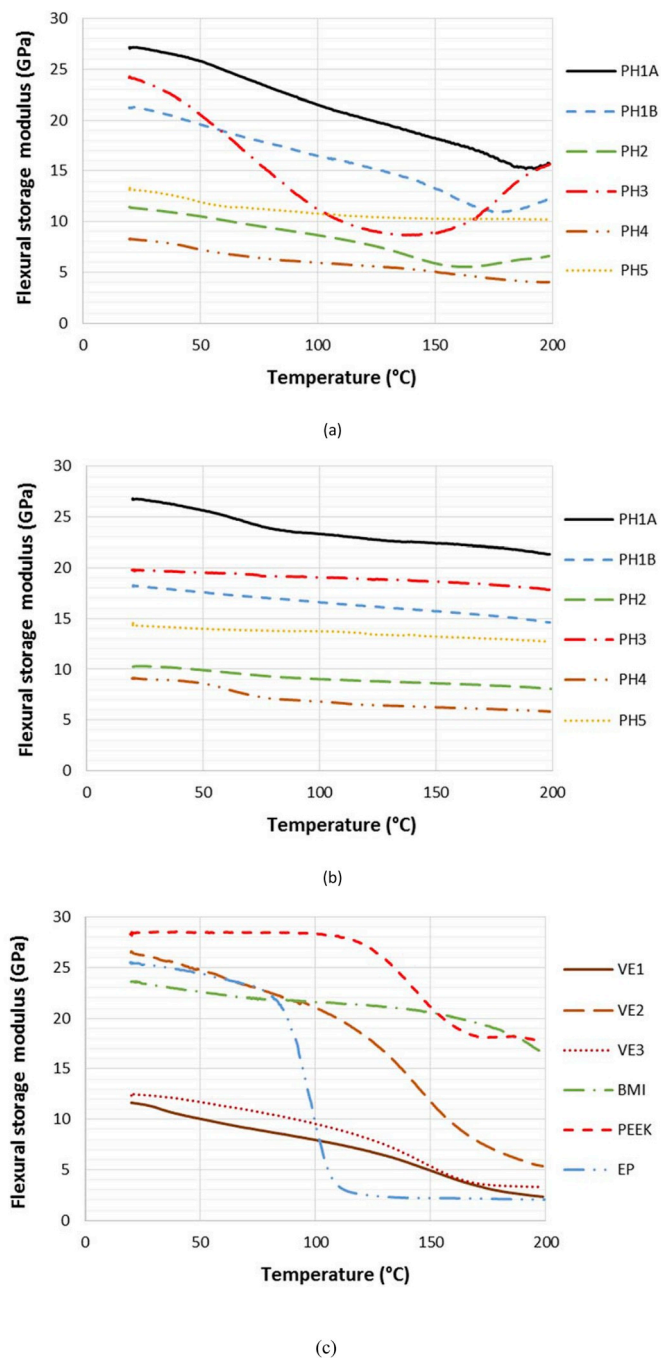 Flexural storage modulus (GPa)
30
25
20
15
10
5
0
0
50
100
150
200
Temperature (°C)
PH1A
PH1B
PH2
PH3
PH4
PH5
(a)
Flexural storage modulus (GPa)
30
25
20
15
10
5
0
0
50
100
150
200
Temperature (°C)
PH1A
PH1B
PH2
PH3
PH4
PH5
(b)
Flexural storage modulus (GPa)
30
25
20
15
10
5
0
0
50
100
150
200
Temperature (°C)
VE1
VE2
VE3
BMI
PEEK
EP
(c)